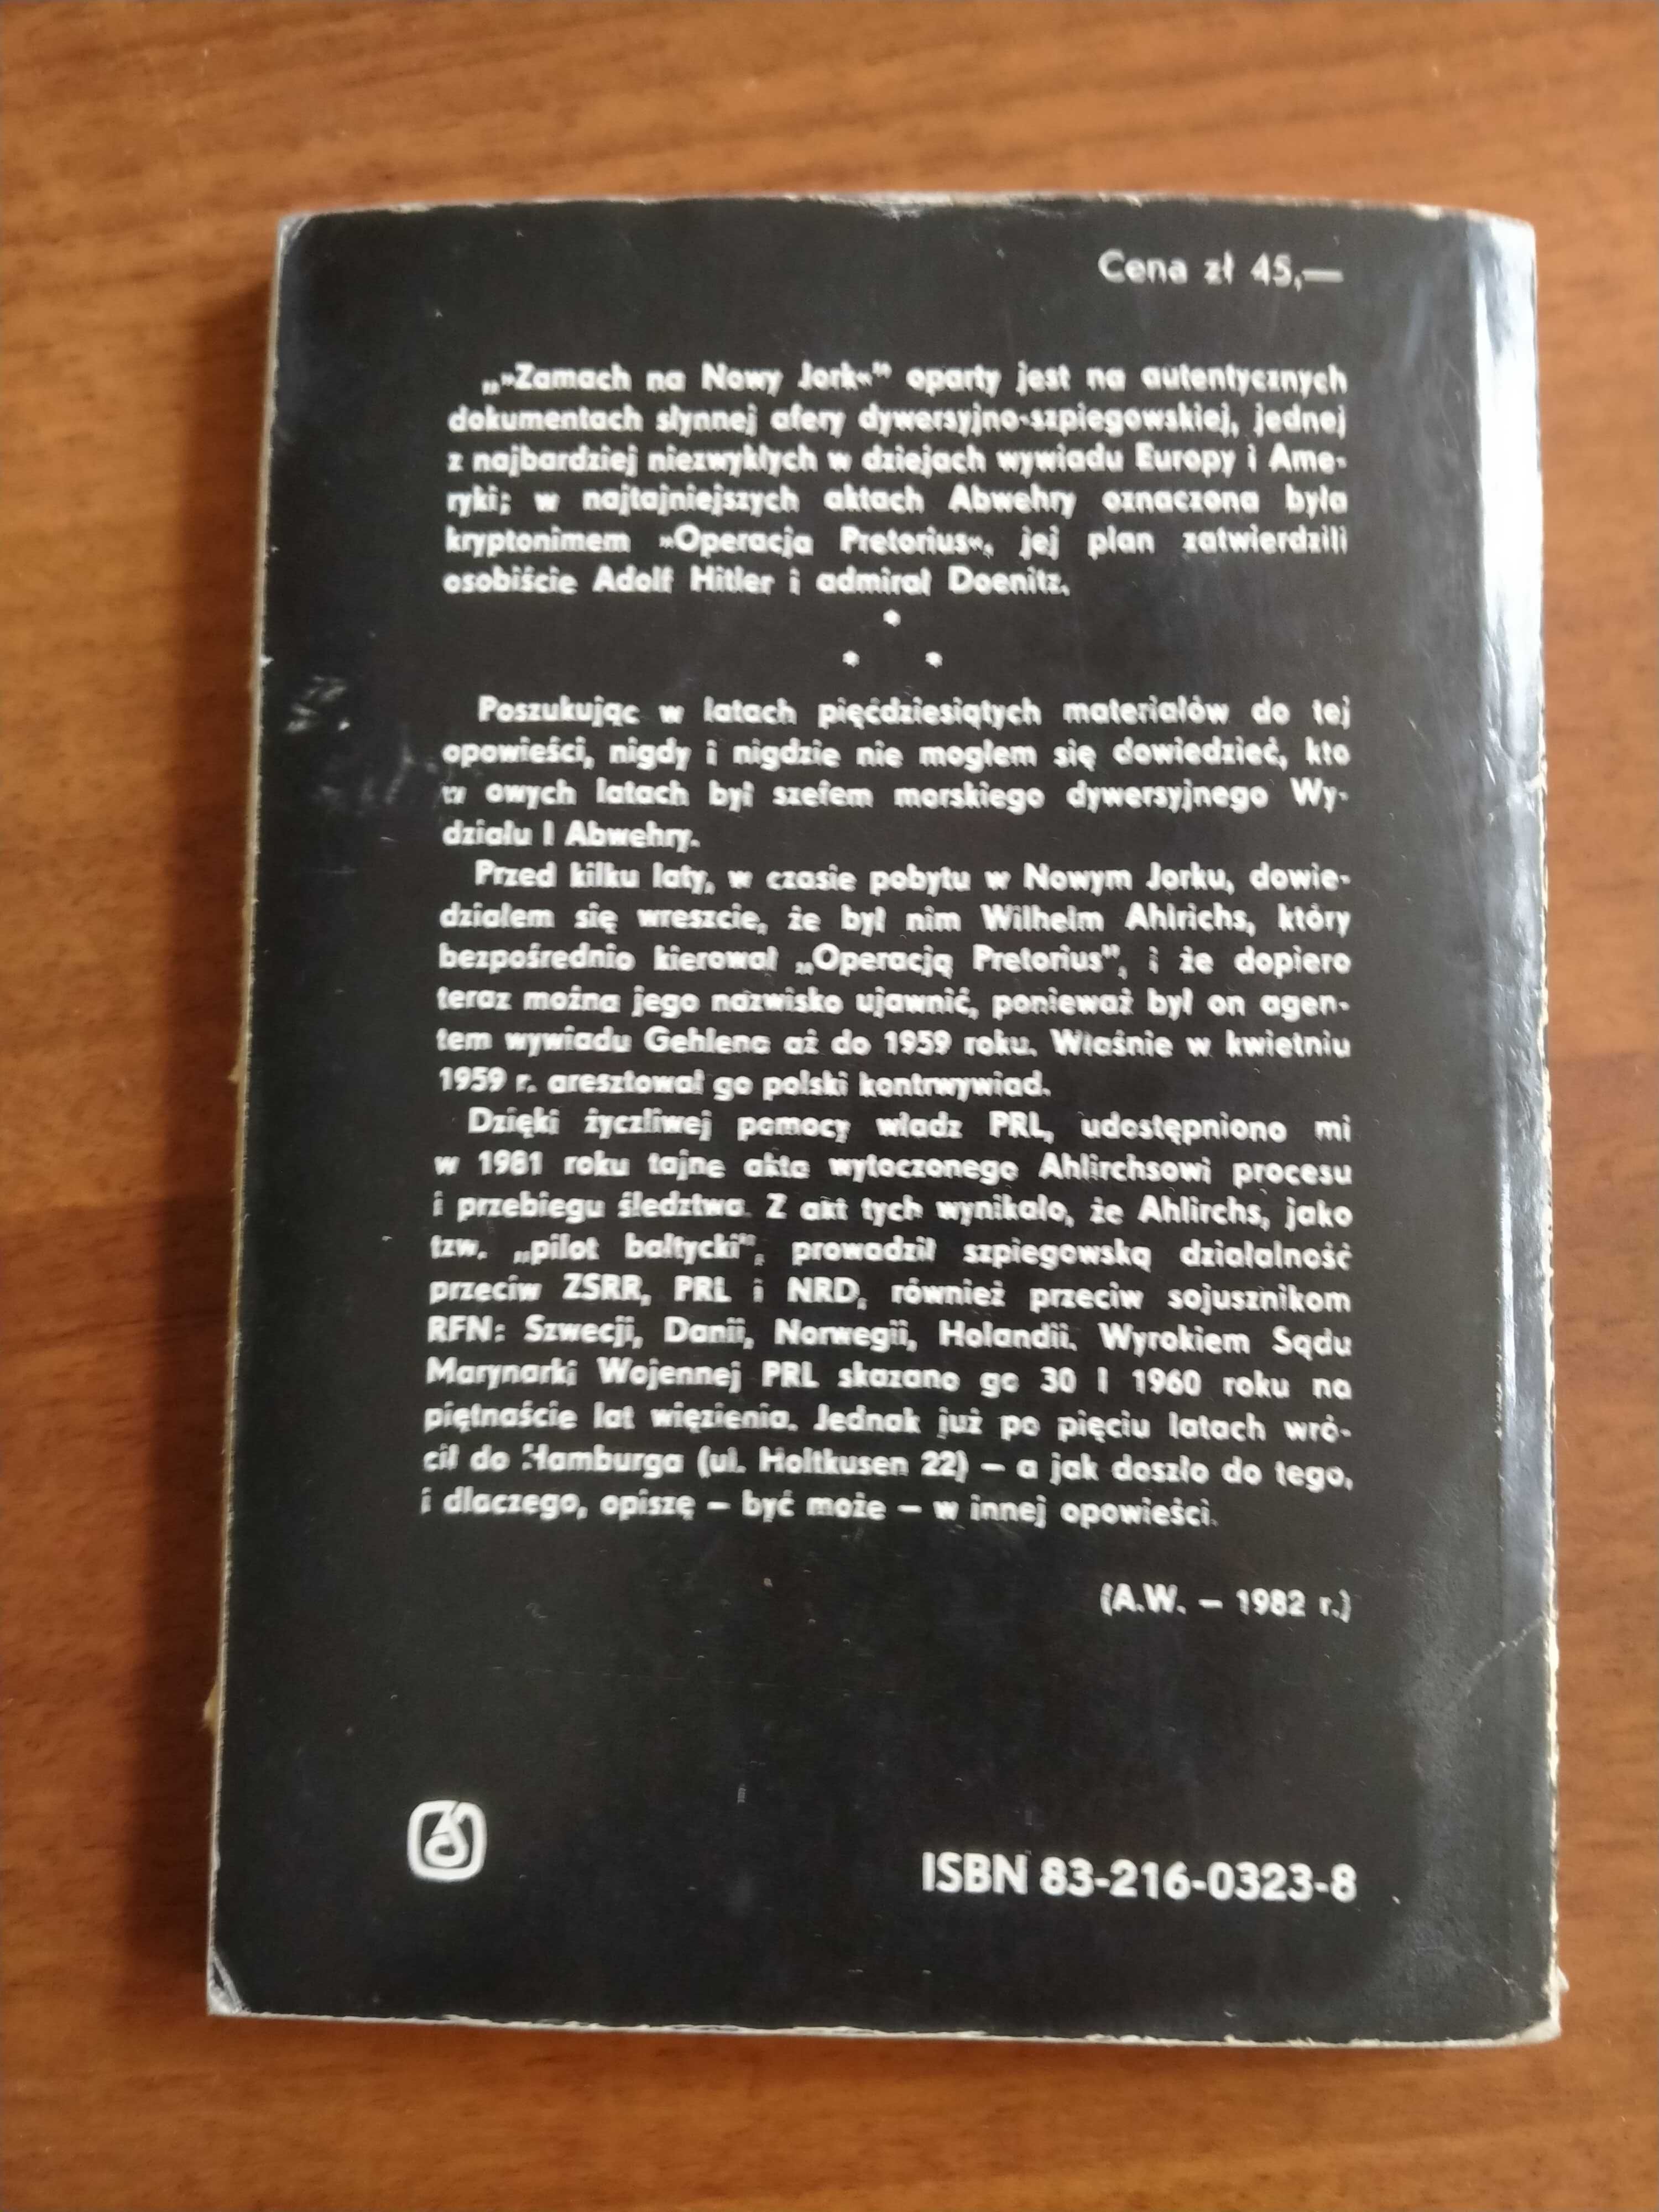 Cena zł 45,—
„»Zamach na Nowy Jork«” oparty jest na autentycznych
dokumentach słynnej afery dywersyjno-szpiegowskiej, jednej
z najbardziej niezwykłych w dziejach wywiadu Europy i Ame-
ryki; w najtajniejszych aktach Abwehry oznaczona była
kryptonimem »Operacja Pretorius«, jej plan zatwierdzili
osobiście Adolf Hitler i admirał Doenitz.
*
* *
Poszukując w latach pięćdziesiątych materiałów do tej
opowieści, nigdy i nigdzie nie mogłem się dowiedzieć, kto
w owych latach był szefem morskiego dywersyjnego Wy-
działu I Abwehry.
Przed kilku laty, w czasie pobytu w Nowym Jorku, dowie-
działem się wreszcie, że był nim Wilhelm Ahlrichs, który
bezpośrednio kierował „Operacją Pretorius”, i że dopiero
teraz można jego nazwisko ujawnić, ponieważ był on agen-
tem wywiadu Gehlena aż do 1959 roku. Właśnie w kwietniu
1959 r. aresztował go polski kontrwywiad.
Dzięki życzliwej pomocy władz PRL, udostępniono mi
w 1981 roku tajne akta wytoczonego Ahlirchsowi procesu
i przebiegu śledztwa. Z akt tych wynikało, że Ahlirchs, jako
tzw. „pilot bałtycki”, prowadził szpiegowską działalność
przeciw ZSRR, PRL i NRD, również przeciw sojusznikom
RFN: Szwecji, Danii, Norwegii, Holandii. Wyrokiem Sądu
Marynarki Wojennej PRL skazano go 30 I 1960 roku na
piętnaście lat więzienia. Jednak już po pięciu latach wró-
cił do Hamburga (ul. Holtkusen 22) — a jak doszło do tego,
i dlaczego, opiszę — być może — w innej opowieści.
(A.W. — 1982 r.)
ISBN 83-216-0323-8